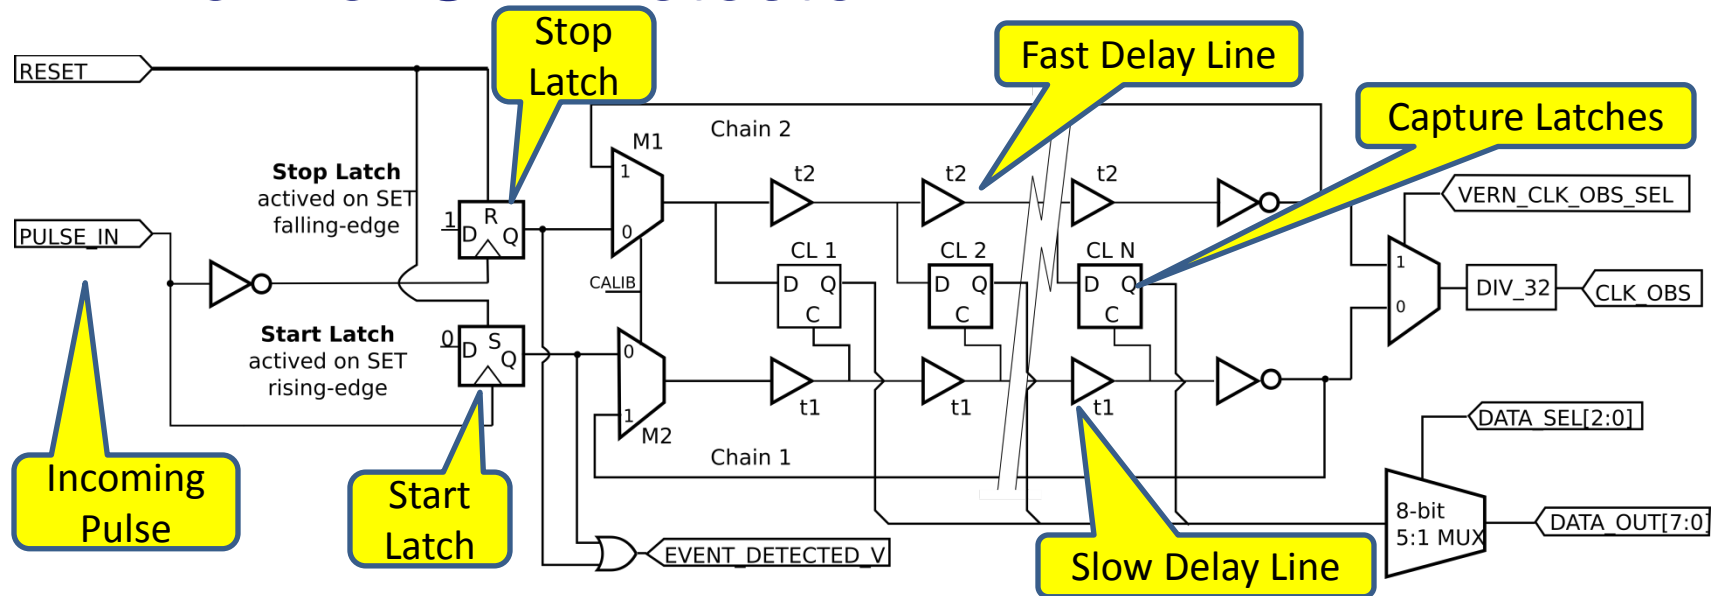 Stop
Latch
Fast Delay Line
Capture Latches
RESET
Chain 2
M1
Stop Latch
actived on SET
falling-edge
t2
t2
t2
1
VERN_CLK_OBS_SEL
PULSE_IN
1
R
D
Q
0
CL 1
CL 2
CL N
1
CALIB
D
Q
D
Q
D
Q
DIV_32
CLK_OBS
C
C
C
0
Start Latch
actived on SET
rising-edge
0
S
D
Q
0
1
t1
t1
t1
M2
DATA_SEL[2:0]
Chain 1
Incoming
Pulse
Start
Latch
8-bit
5:1 MUX
DATA_OUT[7:0]
EVENT_DETECTED_V
Slow Delay Line